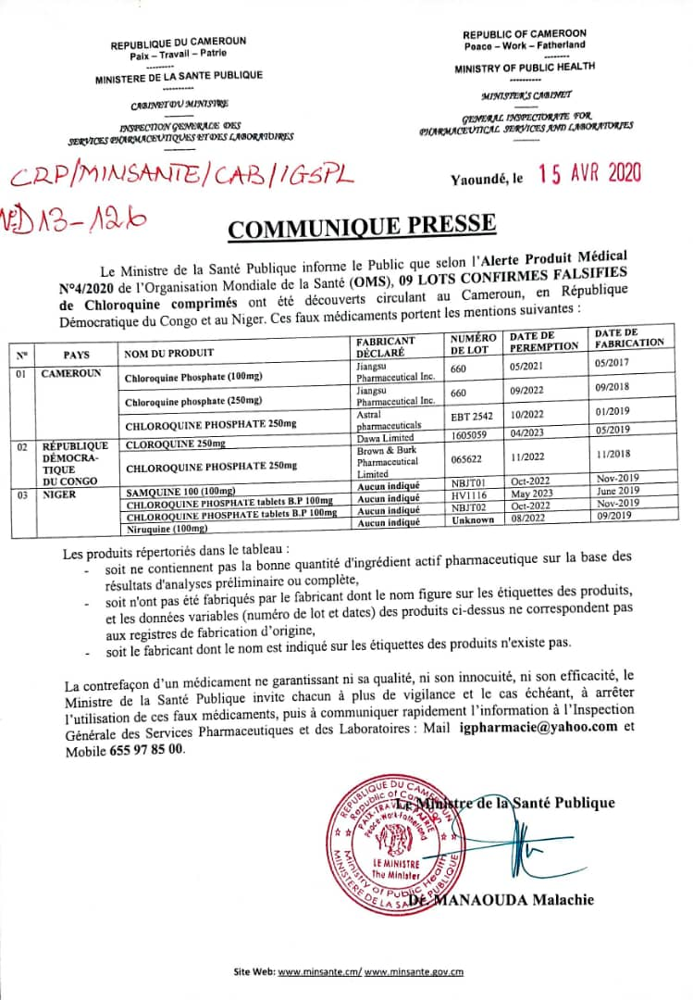 REPUBLIQUE DU CAMEROUN
Paix – Travail – Patrie
----------
MINISTERE DE LA SANTE PUBLIQUE
----------
CABINET DU MINISTRE
INSPECTION GENERALE DES
SERVICES PHARMACEUTIQUES ET DES LABORATOIRES
REPUBLIC OF CAMEROON
Peace – Work – Fatherland
--------
MINISTRY OF PUBLIC HEALTH
----------
MINISTER'S CABINET
GENERAL INSPECTORATE FOR
PHARMACEUTICAL SERVICES AND LABORATORIES
CRP/MINSANTE/CAB/IGSPL
N°D13-126
Yaoundé, le 15 AVR 2020
COMMUNIQUE PRESSE
Le Ministre de la Santé Publique informe le Public que selon l'Alerte Produit Médical
N°4/2020 de l'Organisation Mondiale de la Santé (OMS), 09 LOTS CONFIRMES FALSIFIES
de Chloroquine comprimés ont été découverts circulant au Cameroun, en République
Démocratique du Congo et au Niger. Ces faux médicaments portent les mentions suivantes :
N° PAYS NOM DU PRODUIT FABRICANT DÉCLARÉ NUMÉRO DE LOT DATE DE PEREMPTION DATE DE FABRICATION
01 CAMEROUN Chloroquine Phosphate (100mg) Jiangsu Pharmaceutical Inc. 660 05/2021 05/2017
Chloroquine phosphate (250mg) Jiangsu Pharmaceutical Inc. 660 09/2022 09/2018
CHLOROQUINE PHOSPHATE 250mg Astral pharmaceuticals EBT 2542 10/2022 01/2019
02 RÉPUBLIQUE DÉMOCRA-TIQUE DU CONGO CLOROQUINE 250mg Dawa Limited 1605059 04/2023 05/2019
CHLOROQUINE PHOSPHATE 250mg Brown & Burk Pharmaceutical Limited 065622 11/2022 11/2018
03 NIGER SAMQUINE 100 (100mg) Aucun indiqué NBJT01 Oct-2022 Nov-2019
CHLOROQUINE PHOSPHATE tablets B.P 100mg Aucun indiqué HV1116 May 2023 June 2019
CHLOROQUINE PHOSPHATE tablets B.P 100mg Aucun indiqué NBJT02 Oct-2022 Nov-2019
Niruquine (100mg) Aucun indiqué Unknown 08/2022 09/2019
Les produits répertoriés dans le tableau :
- soit ne contiennent pas la bonne quantité d'ingrédient actif pharmaceutique sur la base des
résultats d'analyses préliminaire ou complète,
- soit n'ont pas été fabriqués par le fabricant dont le nom figure sur les étiquettes des produits,
et les données variables (numéro de lot et dates) des produits ci-dessus ne correspondent pas
aux registres de fabrication d'origine,
- soit le fabricant dont le nom est indiqué sur les étiquettes des produits n'existe pas.
La contrefaçon d'un médicament ne garantissant ni sa qualité, ni son innocuité, ni son efficacité, le
Ministre de la Santé Publique invite chacun à plus de vigilance et le cas échéant, à arrêter
l'utilisation de ces faux médicaments, puis à communiquer rapidement l'information à l'Inspection
Générale des Services Pharmaceutiques et des Laboratoires : Mail igpharmacie@yahoo.com et
Mobile 655 97 85 00.
Le Ministre de la Santé Publique
REPUBLIQUE DU CAMEROUN
Republic of Cameroon
PAIX-TRAVAIL-PATRIE
Peace-Work-Fatherland
LE MINISTRE
The Minister
Ministry of Public Health
MINISTERE DE LA SANTE PUBLIQUE
Dr. MANAOUDA Malachie
Site Web: www.minsante.cm/ www.minsante.gov.cm